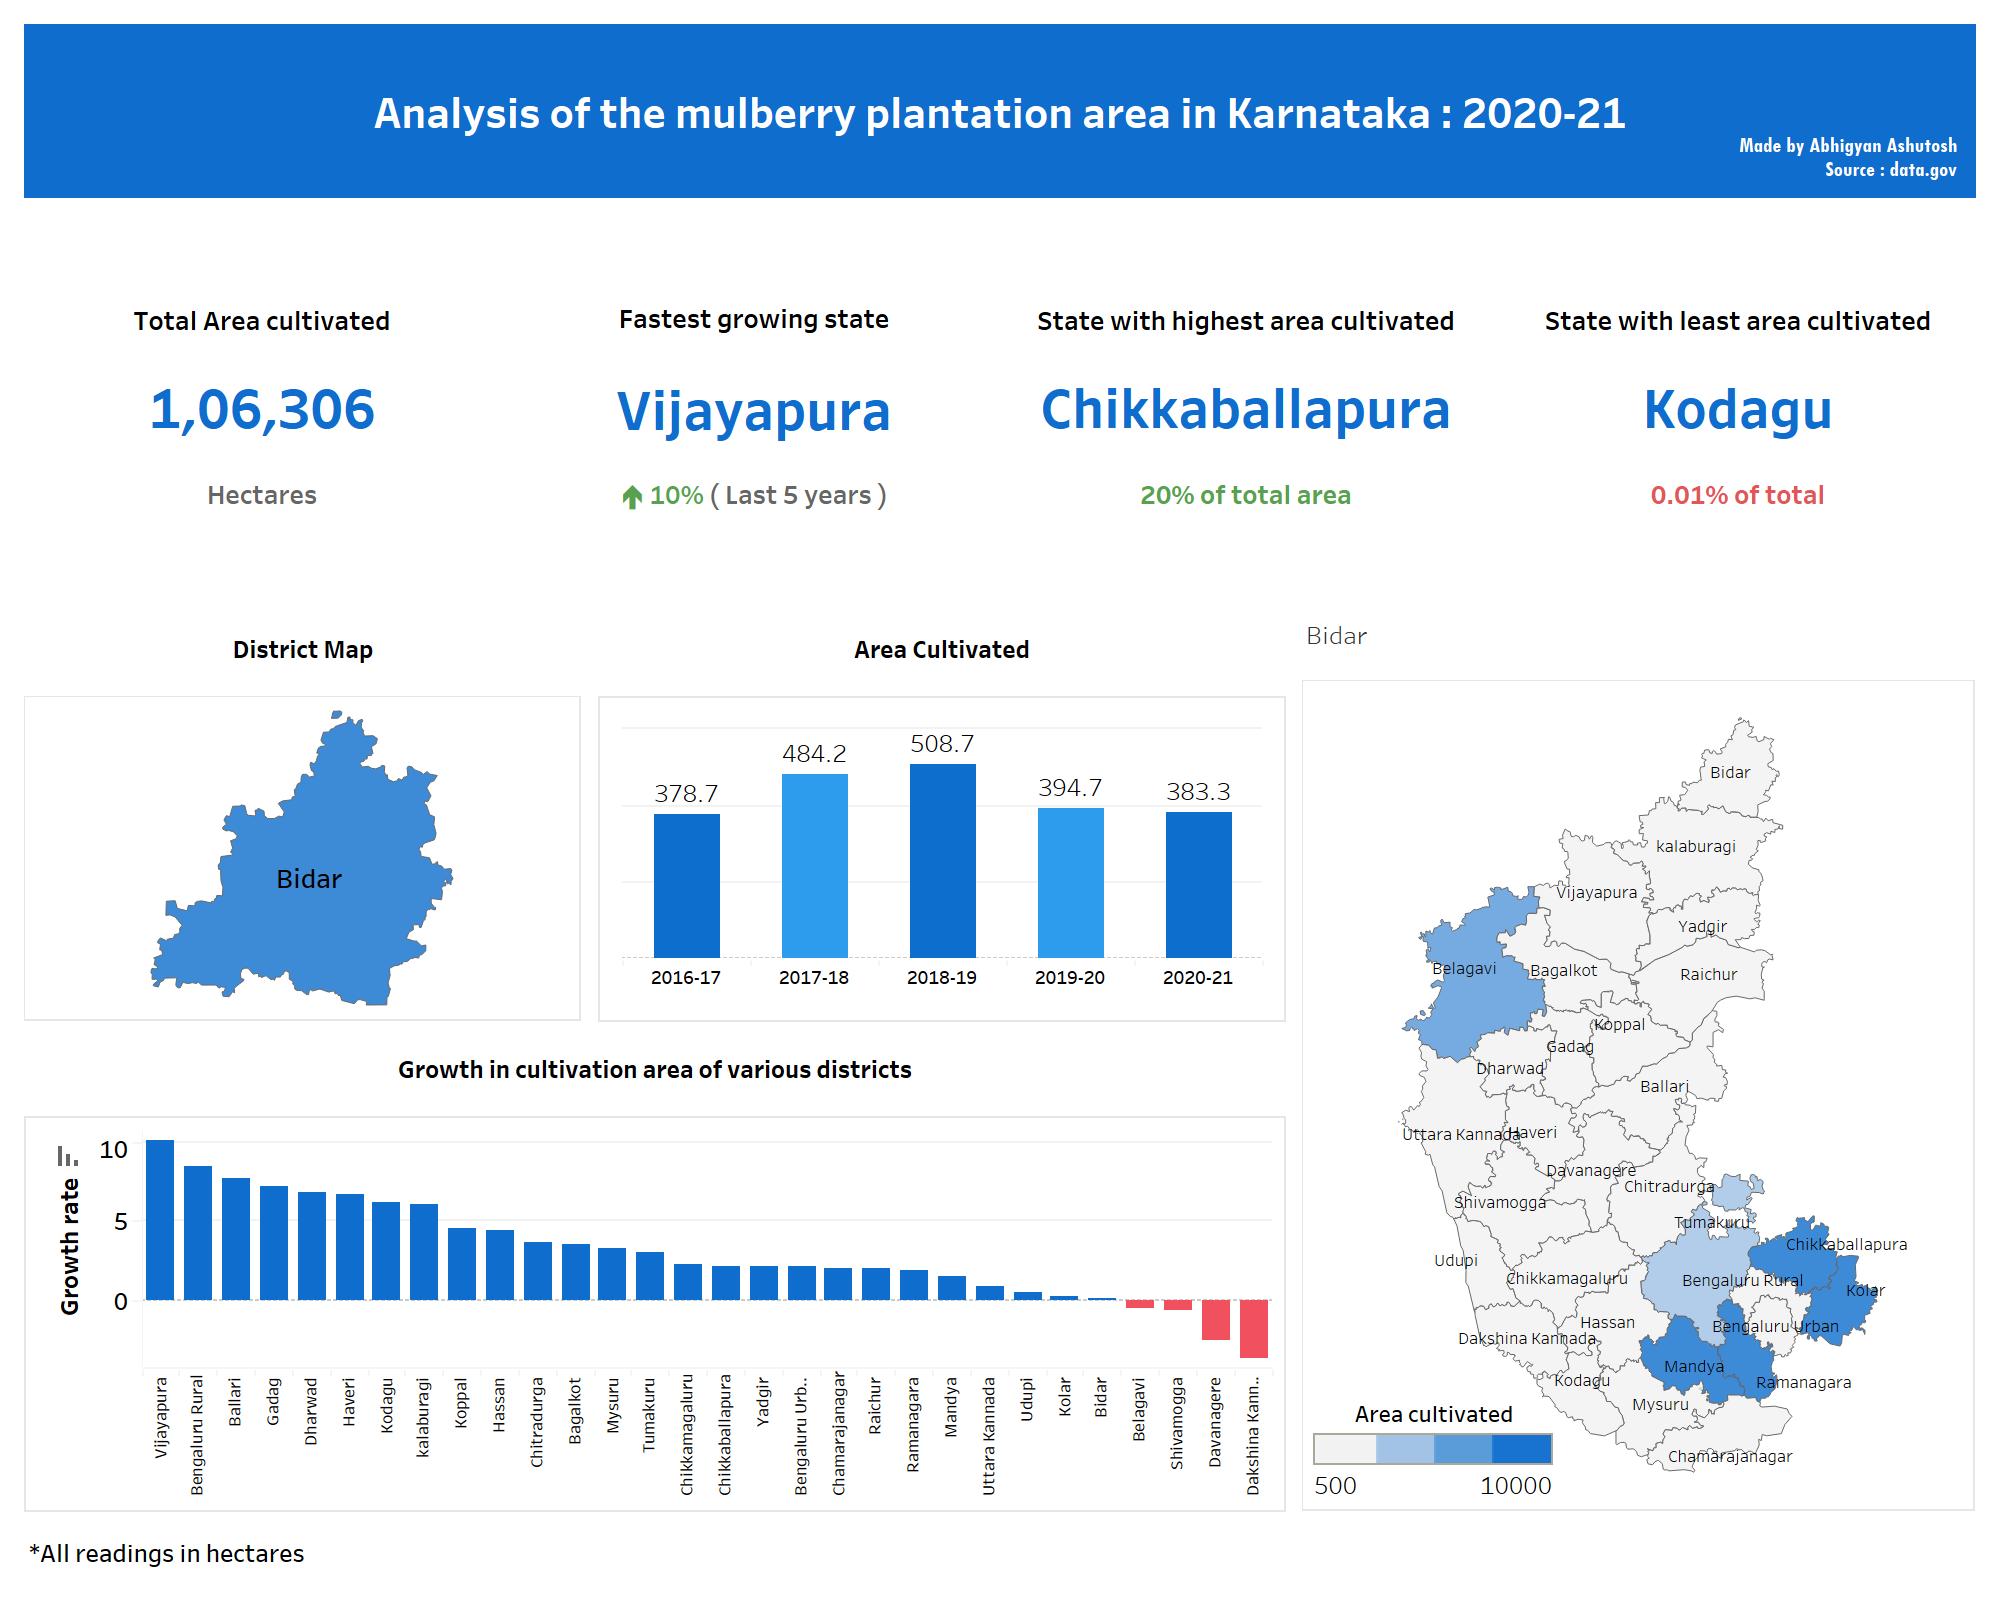 Analysis of the mulberry plantation area in Karnataka : 2020-21
Made by Abhigyan Ashutosh
Source : data.gov
Total Area cultivated
1,06,306
Hectares
Fastest growing state
Vijayapura
10% ( Last 5 years )
State with highest area cultivated
Chikkaballapura
20% of total area
State with least area cultivated
Kodagu
0.01% of total
District Map
Bidar
Area Cultivated
378.7
484.2
508.7
394.7
383.3
2016-17
2017-18
2018-19
2019-20
2020-21
Growth in cultivation area of various districts
Growth rate
10
5
0
Vijayapura
Bengaluru Rural
Ballari
Gadag
Dharwad
Haveri
Kodagu
kalaburagi
Koppal
Hassan
Chitradurga
Bagalkot
Mysuru
Tumakuru
Chikkamagaluru
Chikkaballapura
Yadgir
Bengaluru Urb..
Chamarajanagar
Raichur
Ramanagara
Mandya
Uttara Kannada
Udupi
Kolar
Bidar
Belagavi
Shivamogga
Davanagere
Dakshina Kann..
Bidar
Bidar
kalaburagi
Vijayapura
Yadgir
Belagavi
Bagalkot
Raichur
Koppal
Gadag
Dharwad
Ballari
Uttara Kannada
Haveri
Davanagere
Chitradurga
Shivamogga
Tumakuru
Chikkaballapura
Udupi
Chikkamagaluru
Bengaluru Rural
Kolar
Hassan
Bengaluru Urban
Dakshina Kannada
Mandya
Kodagu
Ramanagara
Mysuru
Chamarajanagar
Area cultivated
500
10000
*All readings in hectares